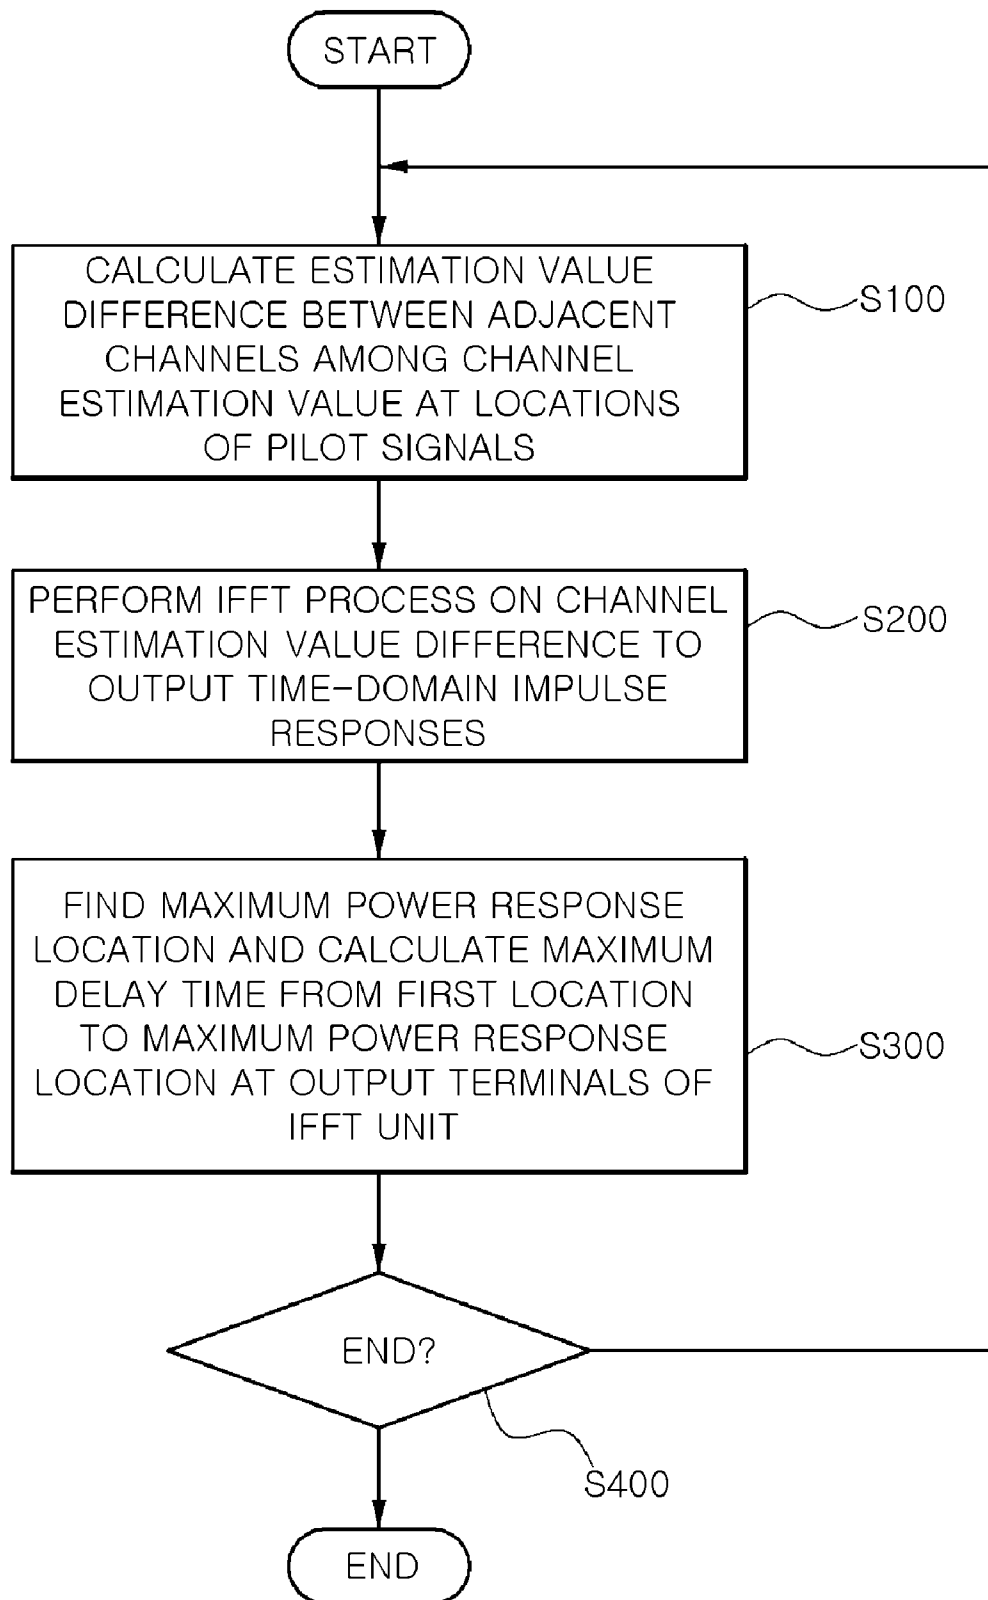 START
CALCULATE ESTIMATION VALUE
DIFFERENCE BETWEEN ADJACENT
CHANNELS AMONG CHANNEL
ESTIMATION VALUE AT LOCATIONS
OF PILOT SIGNALS
S100
PERFORM IFFT PROCESS ON CHANNEL
ESTIMATION VALUE DIFFERENCE TO
OUTPUT TIME-DOMAIN IMPULSE
RESPONSES
S200
FIND MAXIMUM POWER RESPONSE
LOCATION AND CALCULATE MAXIMUM
DELAY TIME FROM FIRST LOCATION
TO MAXIMUM POWER RESPONSE
LOCATION AT OUTPUT TERMINALS OF
IFFT UNIT
S300
END?
S400
END